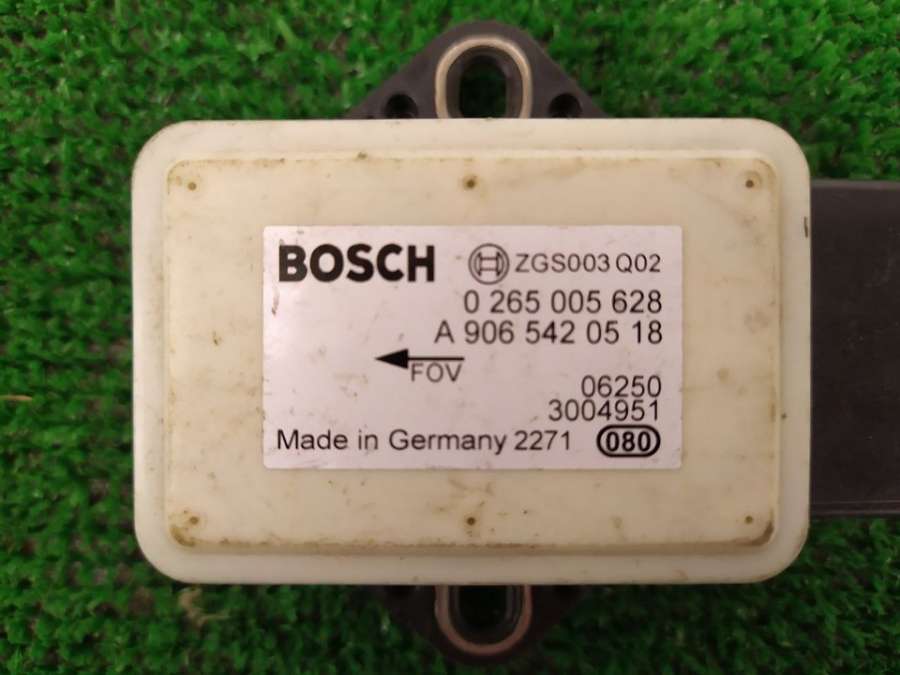 BOSCH ZGS003 Q02
0 265 005 628
A 906 542 05 18
FOV
06250
3004951
Made in Germany 2271 080